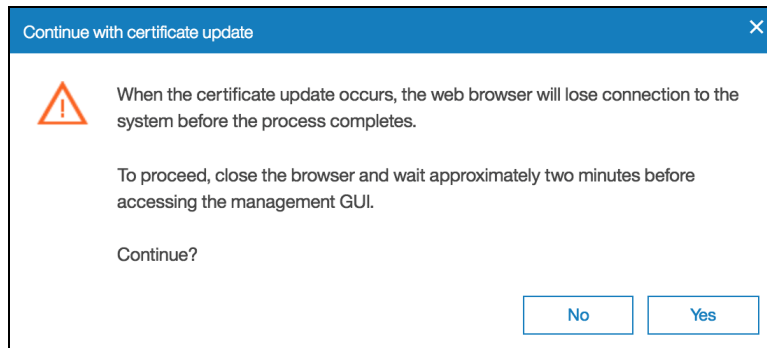 Continue with certificate update
When the certificate update occurs, the web browser will lose connection to the
system before the process completes.
To proceed, close the browser and wait approximately two minutes before
accessing the management GUI.
Continue?
No
Yes